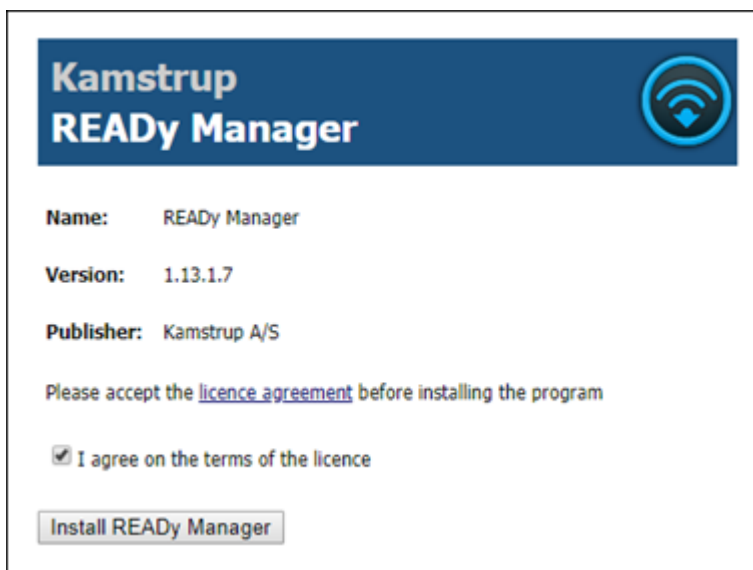 Kamstrup
READy Manager
Name: READy Manager
Version: 1.13.1.7
Publisher: Kamstrup A/S
Please accept the licence agreement before installing the program
I agree on the terms of the licence
Install READy Manager